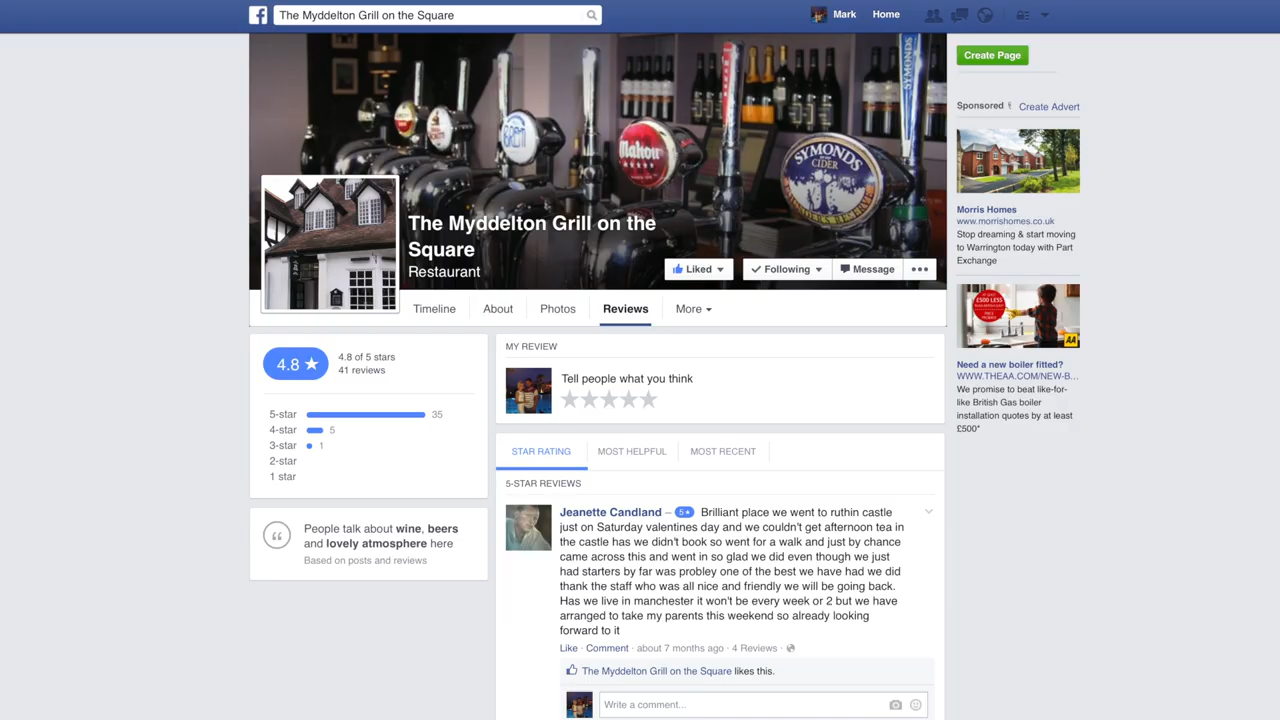 The Myddelton Grill on the Square
Mark Home
Create Page
Sponsored Create Advert
Mahou
SYMONDS
CIDER
SYMONDS
The Myddelton Grill on the
Square
Restaurant
Liked
Following
Message
Timeline About Photos Reviews More
Morris Homes
www.morrishomes.co.uk
Stop dreaming & start moving
to Warrington today with Part
Exchange
£500 LESS
AA
Need a new boiler fitted?
WWW.THEAA.COM/NEW-B...
We promise to beat like-for-
like British Gas boiler
installation quotes by at least
£500*
4.8 ★
4.8 of 5 stars
41 reviews
5-star 35
4-star 5
3-star 1
2-star
1 star
People talk about wine, beers
and lovely atmosphere here
Based on posts and reviews
MY REVIEW
Tell people what you think
STAR RATING MOST HELPFUL MOST RECENT
5-STAR REVIEWS
Jeanette Candland – 5★ Brilliant place we went to ruthin castle
just on Saturday valentines day and we couldn't get afternoon tea in
the castle has we didn't book so went for a walk and just by chance
came across this and went in so glad we did even though we just
had starters by far was probley one of the best we have had we did
thank the staff who was all nice and friendly we will be going back.
Has we live in manchester it won't be every week or 2 but we have
arranged to take my parents this weekend so already looking
forward to it
Like · Comment · about 7 months ago · 4 Reviews ·
The Myddelton Grill on the Square likes this.
Write a comment...